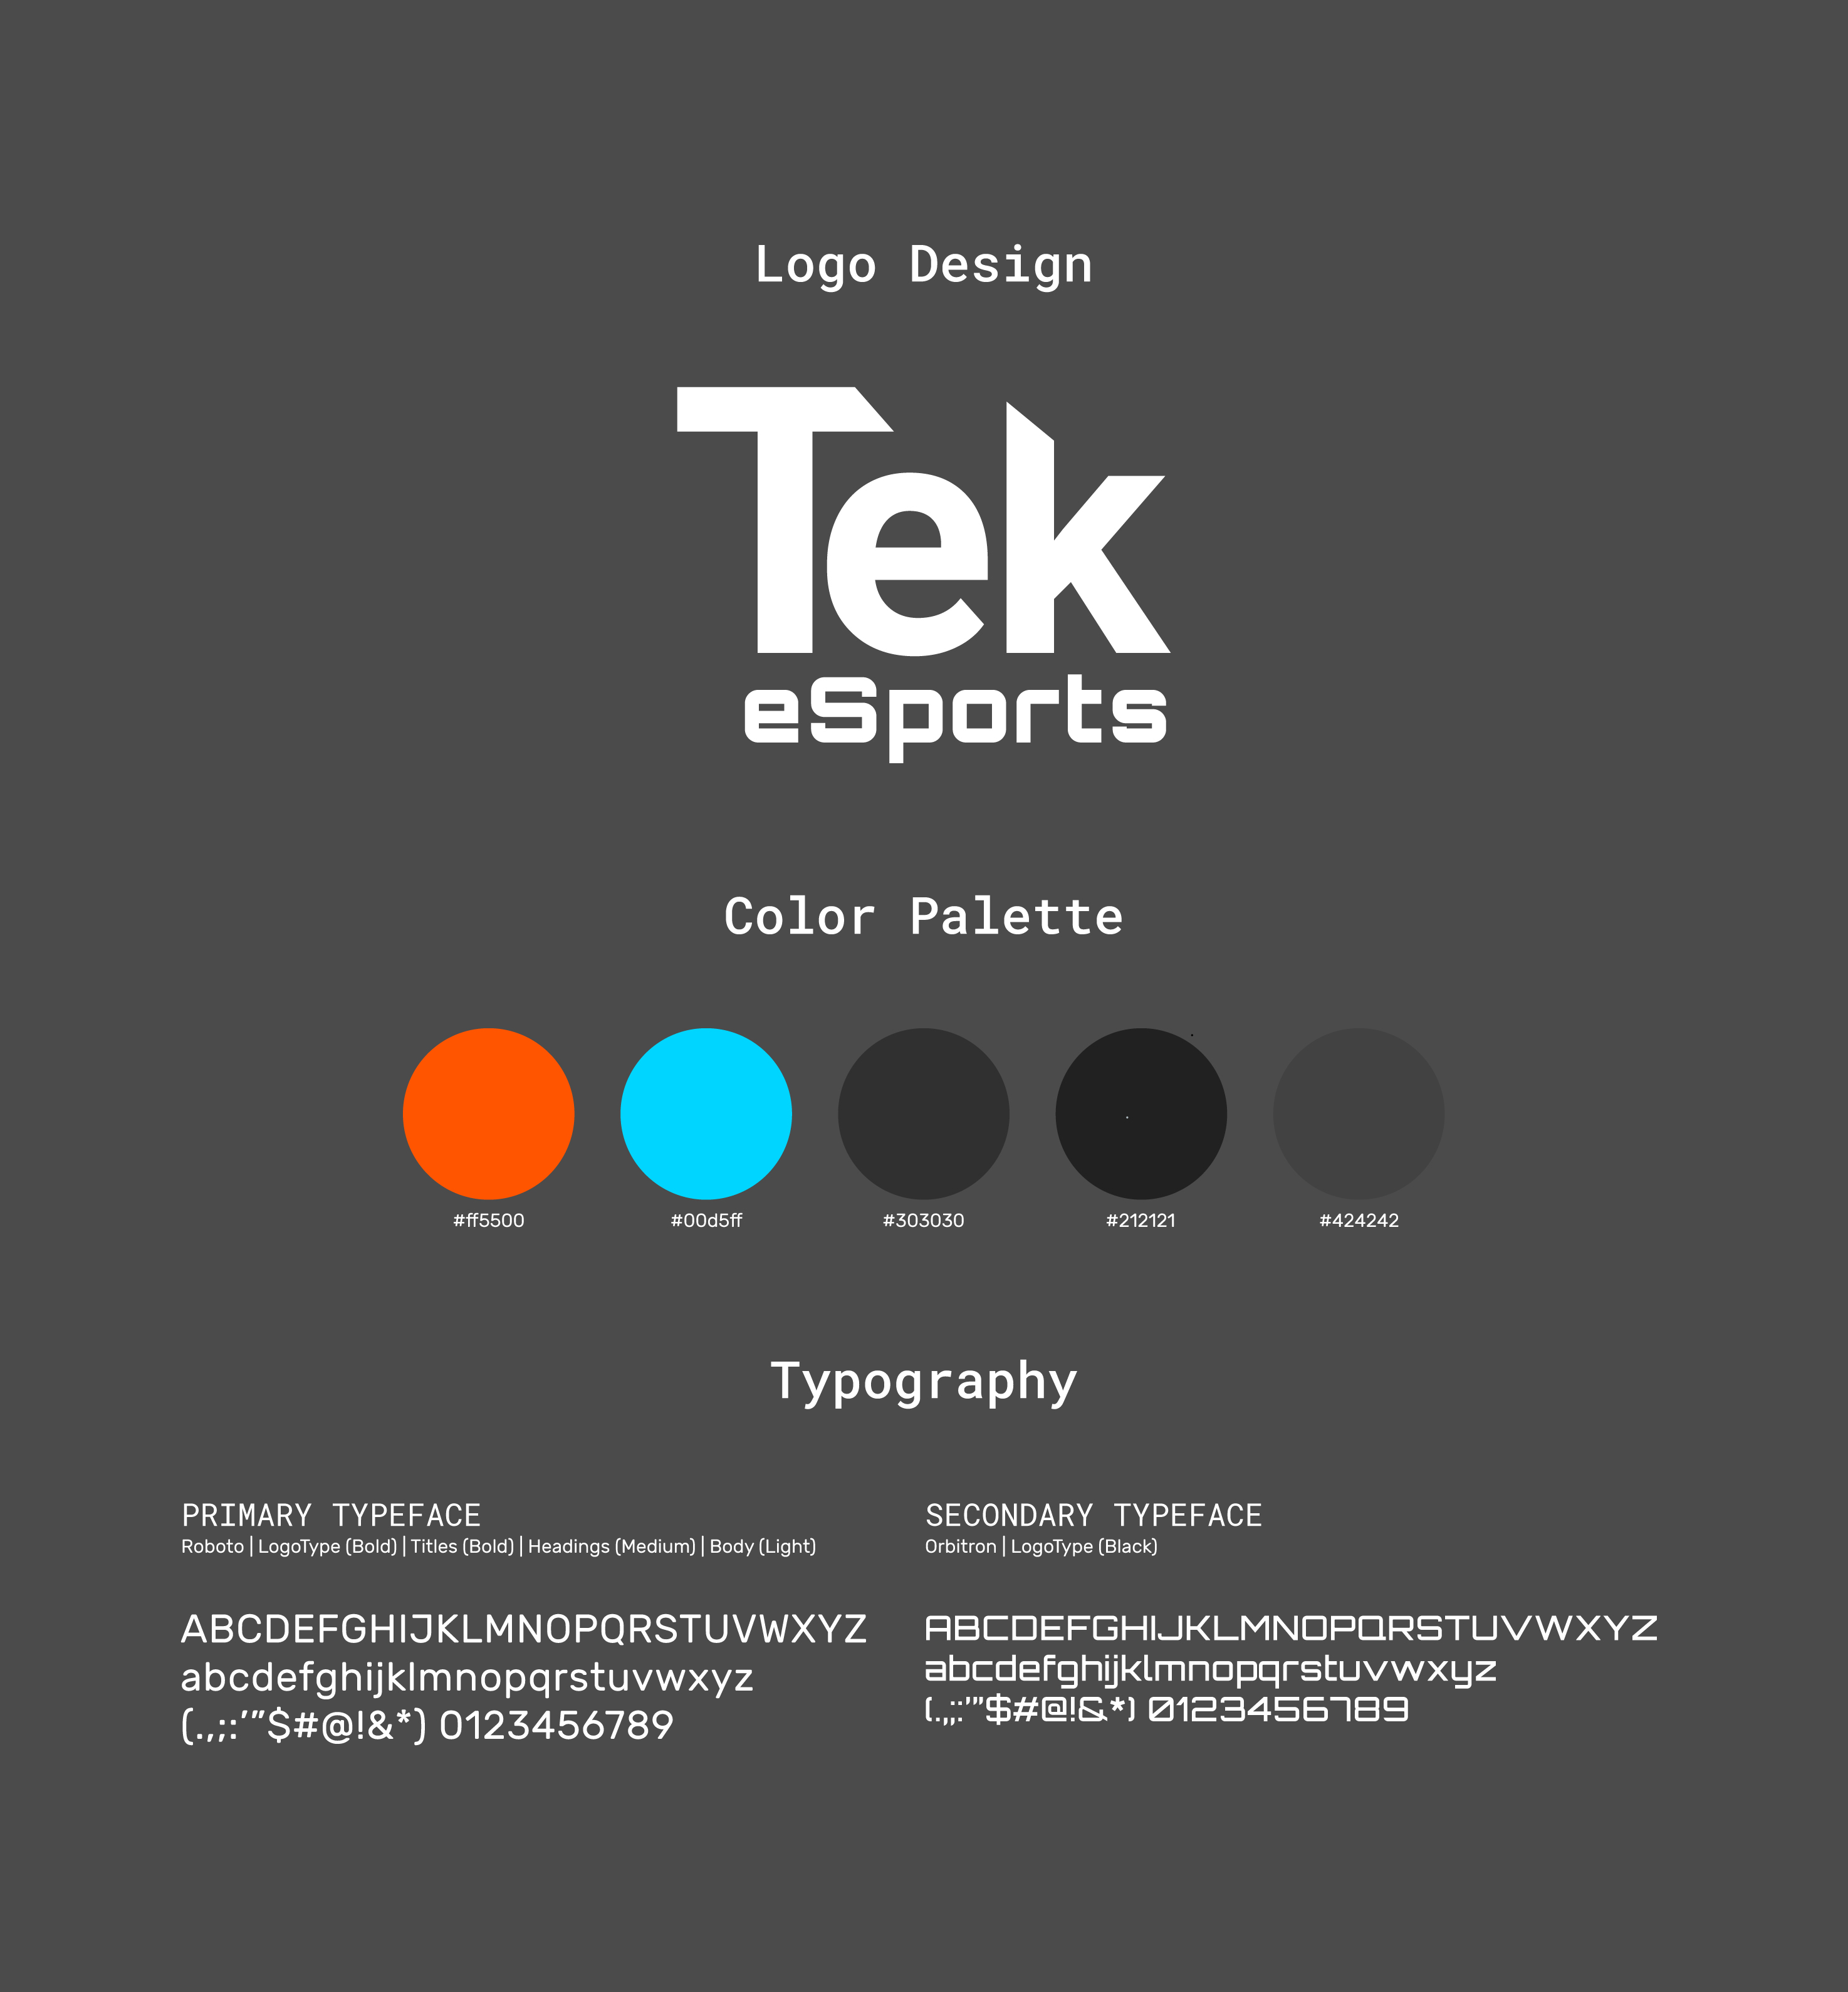 Logo Design
Tek
eSports
Color Palette
#ff5500
#00d5ff
#303030
#212121
#424242
Typography
PRIMARY TYPEFACE
Roboto | LogoType (Bold) | Titles (Bold) | Headings (Medium) | Body (Light)
ABCDEFGHIJKLMNOPQRSTUVWXYZ
abcdefghijklmnopqrstuvwxyz
(.,;:’”$#@!&*) 0123456789
SECONDARY TYPEFACE
Orbitron | LogoType (Black)
ABCDEFGHIJKLMNOPQRSTUVWXYZ
abcdefghijklmnopqrstuvwxyz
(.,;:’”$#@!&*) 0123456789